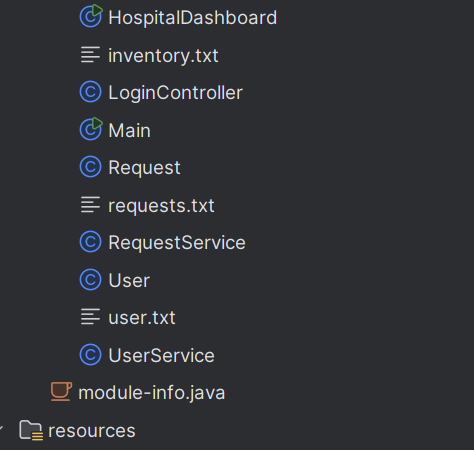 HospitalDashboard
inventory.txt
LoginController
Main
Request
requests.txt
RequestService
User
user.txt
UserService
module-info.java
resources